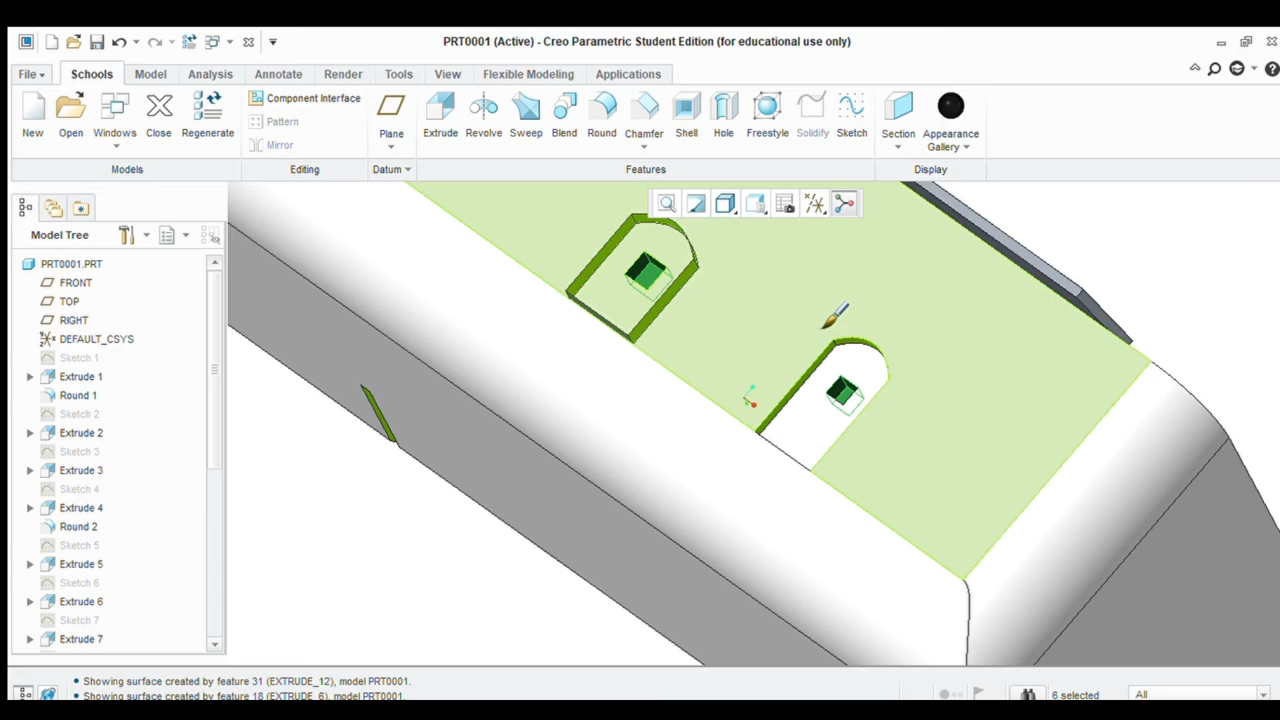 PRT0001 (Active) - Creo Parametric Student Edition (for educational use only)
File Schools Model Analysis Annotate Render Tools View Flexible Modeling Applications
New Open Windows Close Regenerate
Component Interface
Pattern
Mirror
Plane Extrude Revolve Sweep Blend Round Chamfer Shell Hole Freestyle Solidify Sketch Section Appearance
Gallery
Models Editing Datum Features Display
Model Tree
PRT0001.PRT
FRONT
TOP
RIGHT
DEFAULT_CSYS
Sketch 1
Extrude 1
Round 1
Sketch 2
Extrude 2
Sketch 3
Extrude 3
Sketch 4
Extrude 4
Round 2
Sketch 5
Extrude 5
Sketch 6
Extrude 6
Sketch 7
Extrude 7
Showing surface created by feature 31 (EXTRUDE_12), model PRT0001.
Showing surface created by feature 18 (EXTRUDE_6), model PRT0001.
6 selected All